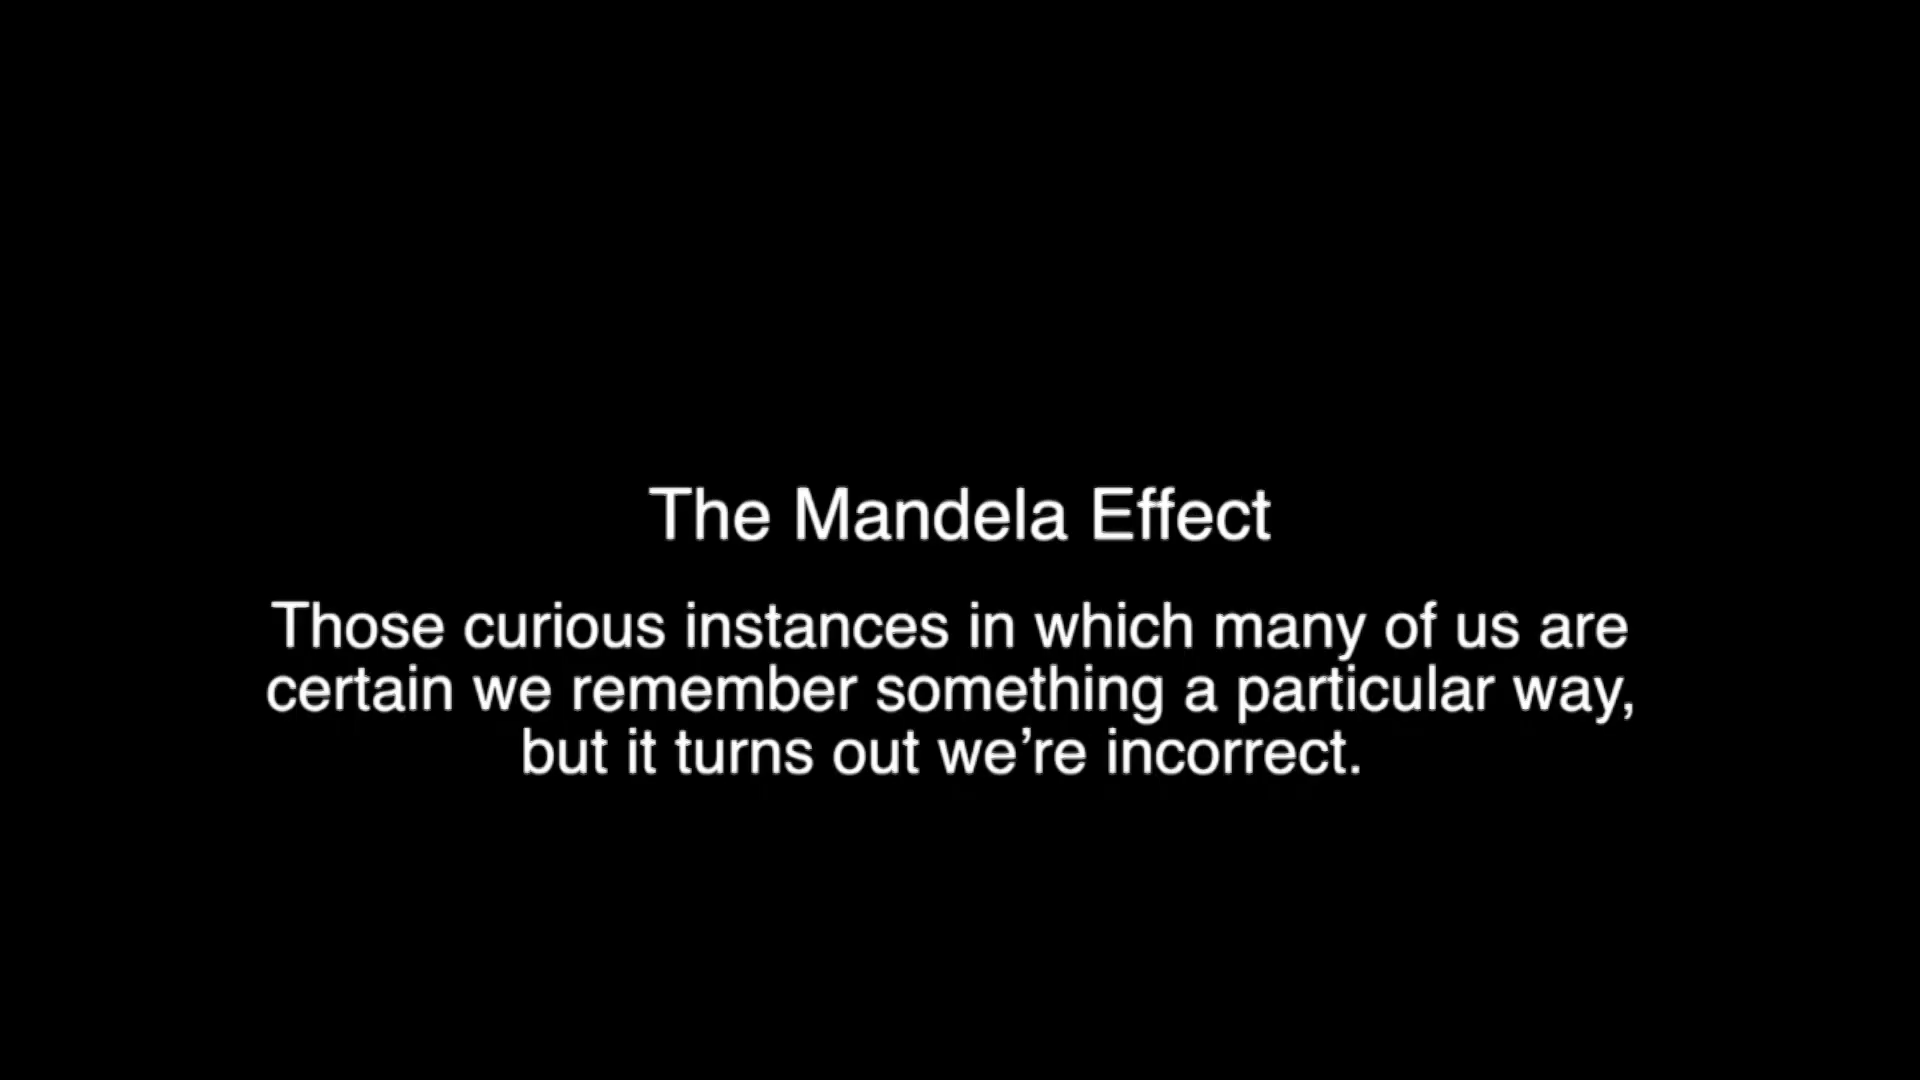 The Mandela Effect
Those curious instances in which many of us are
certain we remember something a particular way,
but it turns out we’re incorrect.